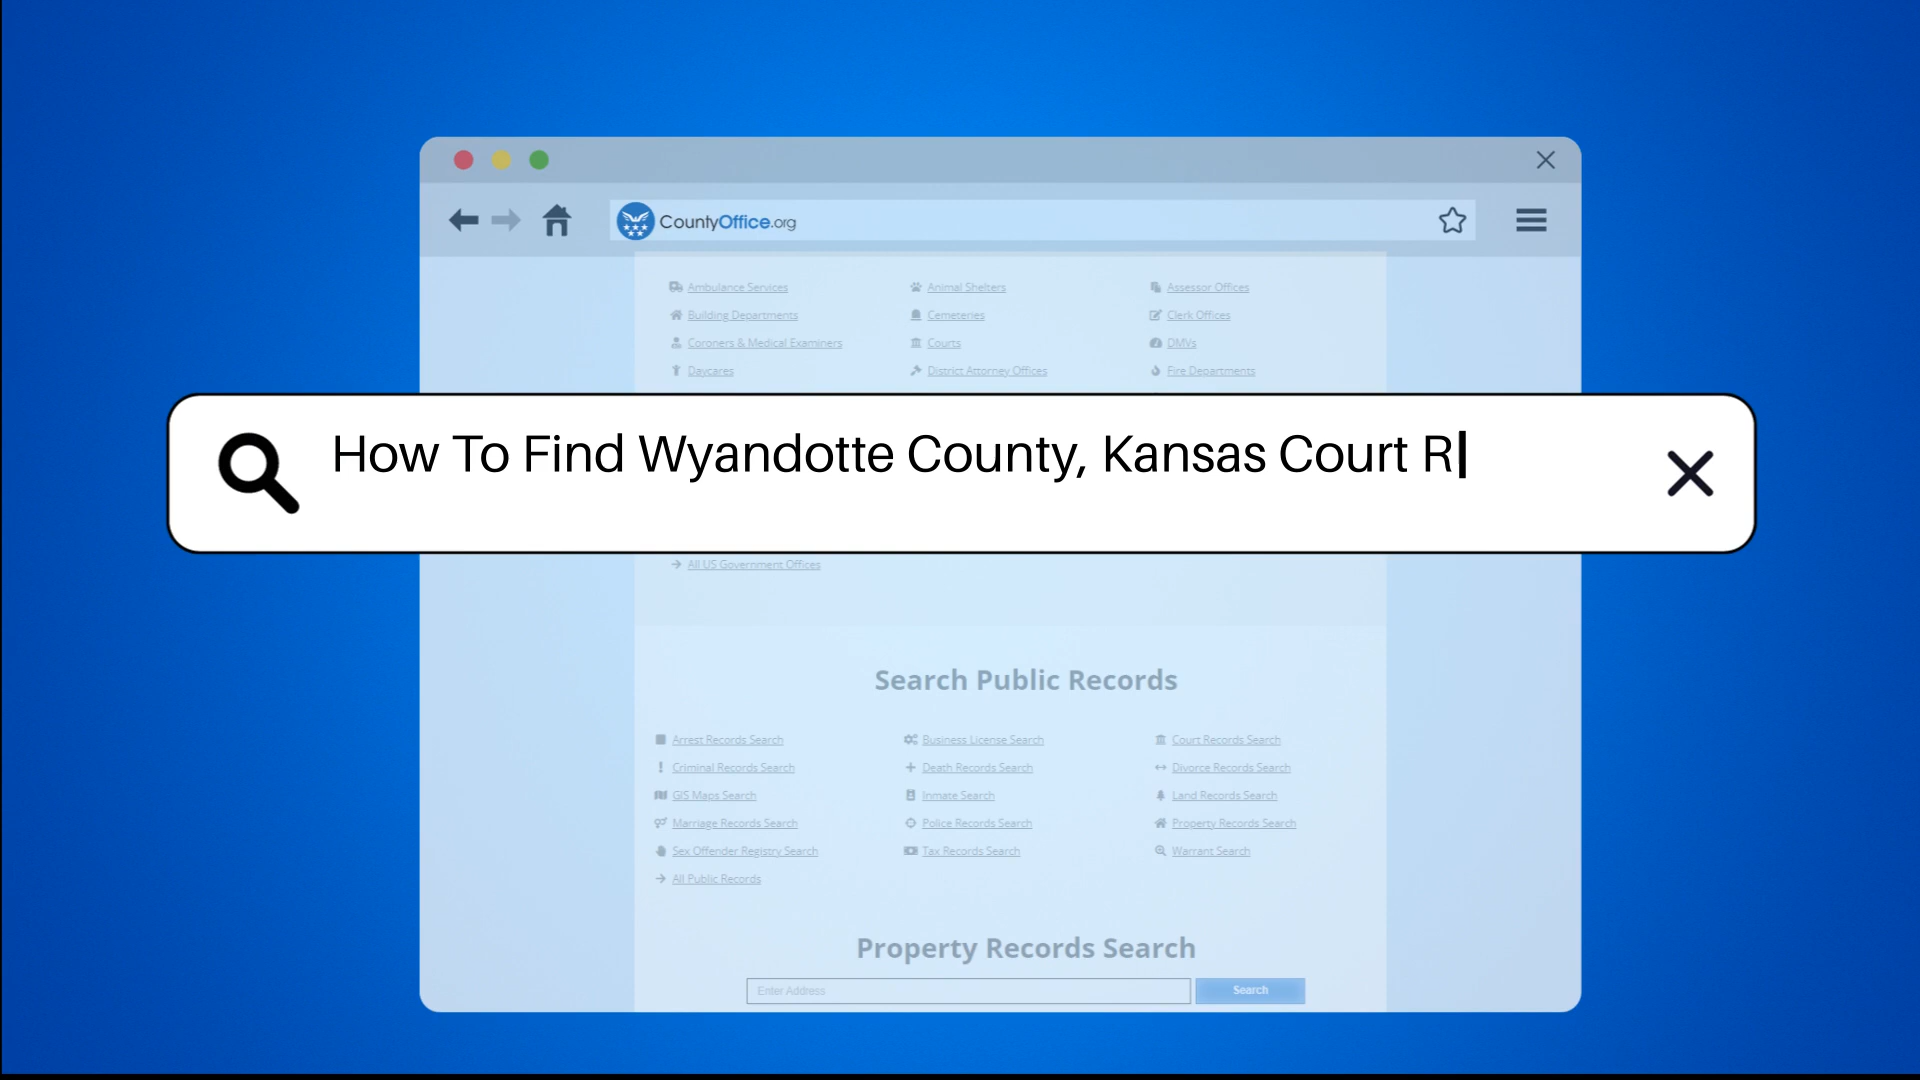 CountyOffice.org
Ambulance Services Animal Shelters Assessor Offices
Building Departments Cemeteries Clerk Offices
Coroners & Medical Examiners Courts DMVs
Daycares District Attorney Offices Fire Departments
How To Find Wyandotte County, Kansas Court R
All US Government Offices
Search Public Records
Arrest Records Search Business License Search Court Records Search
Criminal Records Search Death Records Search Divorce Records Search
GIS Maps Search Inmate Search Land Records Search
Marriage Records Search Police Records Search Property Records Search
Sex Offender Registry Search Tax Records Search Warrant Search
All Public Records
Property Records Search
Enter Address Search